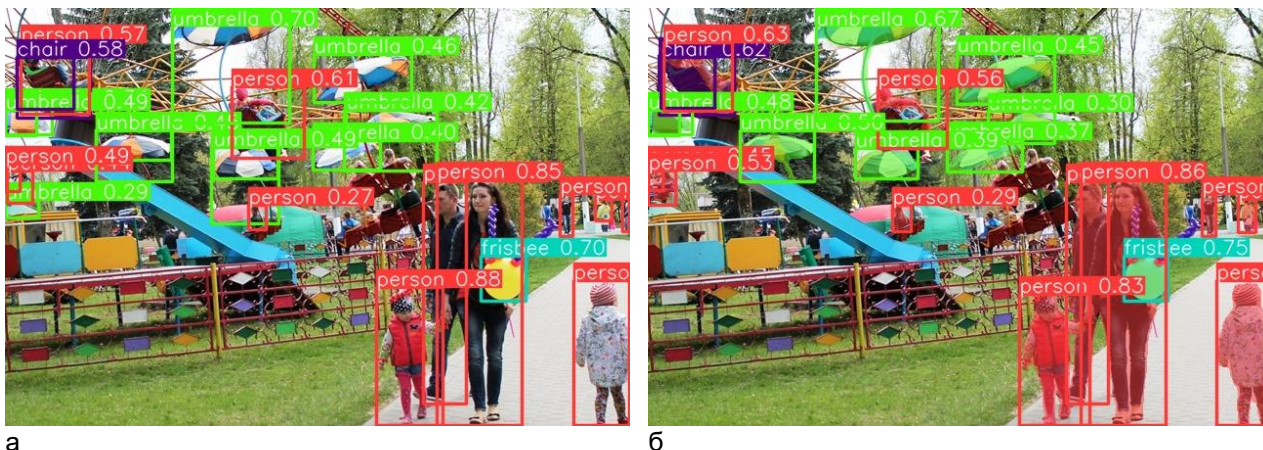 umbrella 0.70
person 0.57
chair 0.58
umbrella 0.46
person 0.61
umbrella 0.49
umbrella 0.42
umbrella 0.4
umbrella 0.49
rella 0.40
person 0.49
umbrella 0.29
person 0.27
person 0.85
person
frisbee 0.70
person 0.88
perso
а
umbrella 0.67
person 0.63
chair 0.62
umbrella 0.45
person 0.56
umbrella 0.48
umbrella 0.30
umbrella 0.50
0.39
0.37
person 0.53
person 0.29
person 0.86
person
frisbee 0.75
person 0.83
perso
б